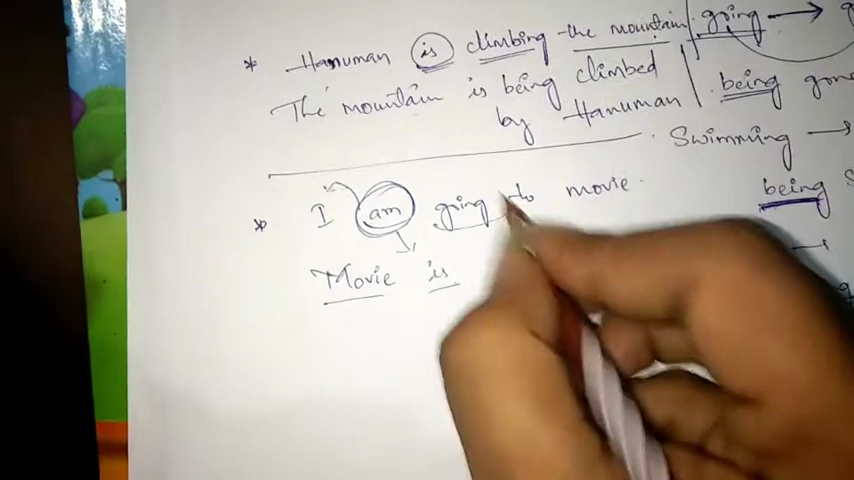 * Hanuman is climbing the mountain
The mountain is being climbed
by Hanuman
* I am going to movie
Movie is
going →
being gone
Swimming →
being
→